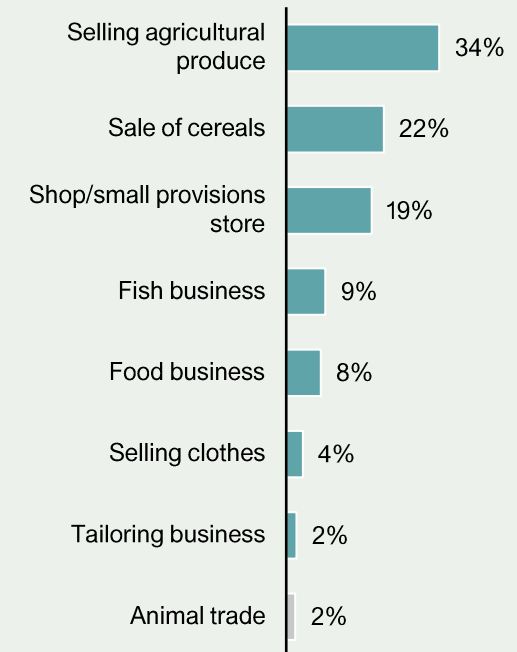 Selling agricultural
produce
34%
Sale of cereals
22%
Shop/small provisions
store
19%
Fish business
9%
Food business
8%
Selling clothes
4%
Tailoring business
2%
Animal trade
2%